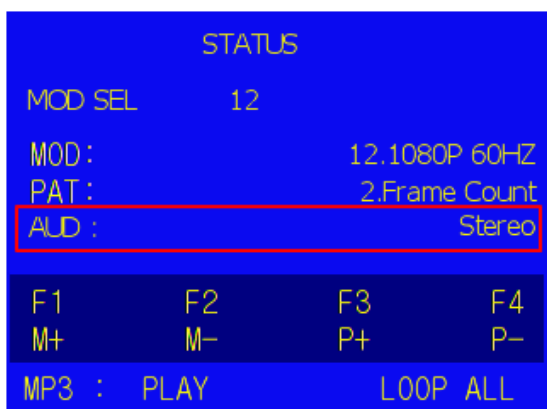 STATUS
MOD SEL 12
MOD: 12.1080P 60HZ
PAT: 2.Frame Count
AUD : Stereo
F1 F2 F3 F4
M+ M- P+ P-
MP3 : PLAY LOOP ALL